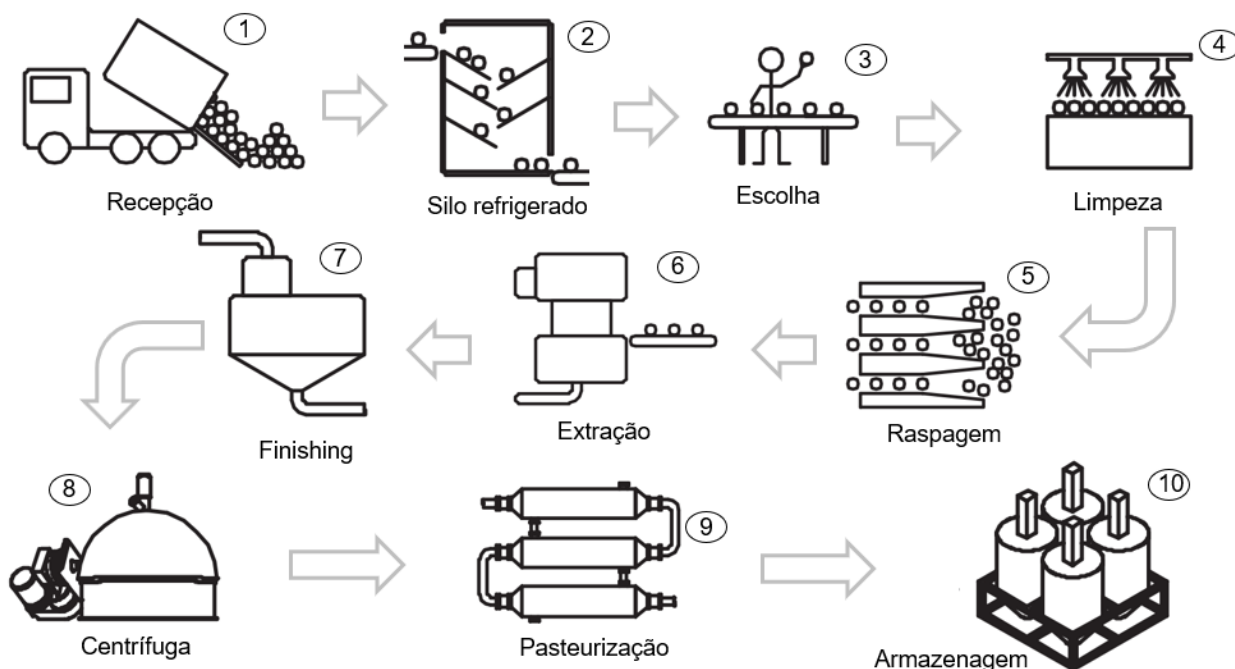 1
Recepção
2
Silo refrigerado
3
Escolha
4
Limpeza
5
Raspagem
6
Extração
7
Finishing
8
Centrífuga
9
Pasteurização
10
Armazenagem